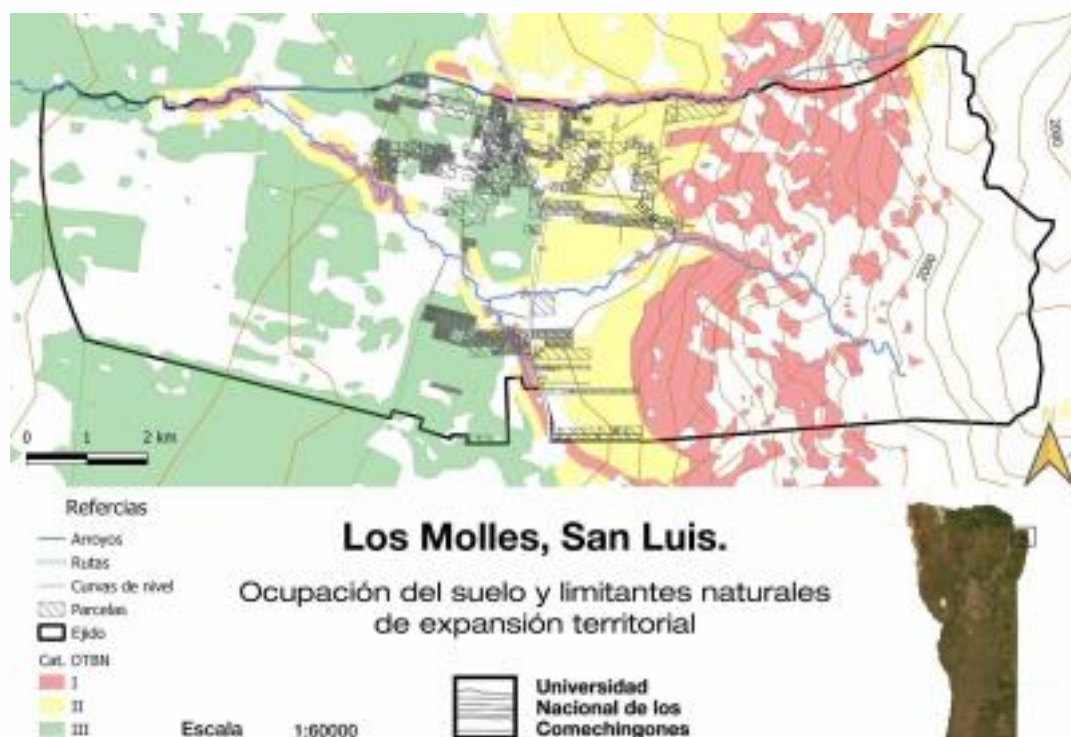 2000
2000
0 1 2 km
Refercias
Arroyos
Rutas
Curvas de nivel
Parcelas
Ejido
Cat. OTBN
I
II
III
Escala 1:60000
Los Molles, San Luis.
Ocupación del suelo y limitantes naturales
de expansión territorial
Universidad
Nacional de los
Comechingones